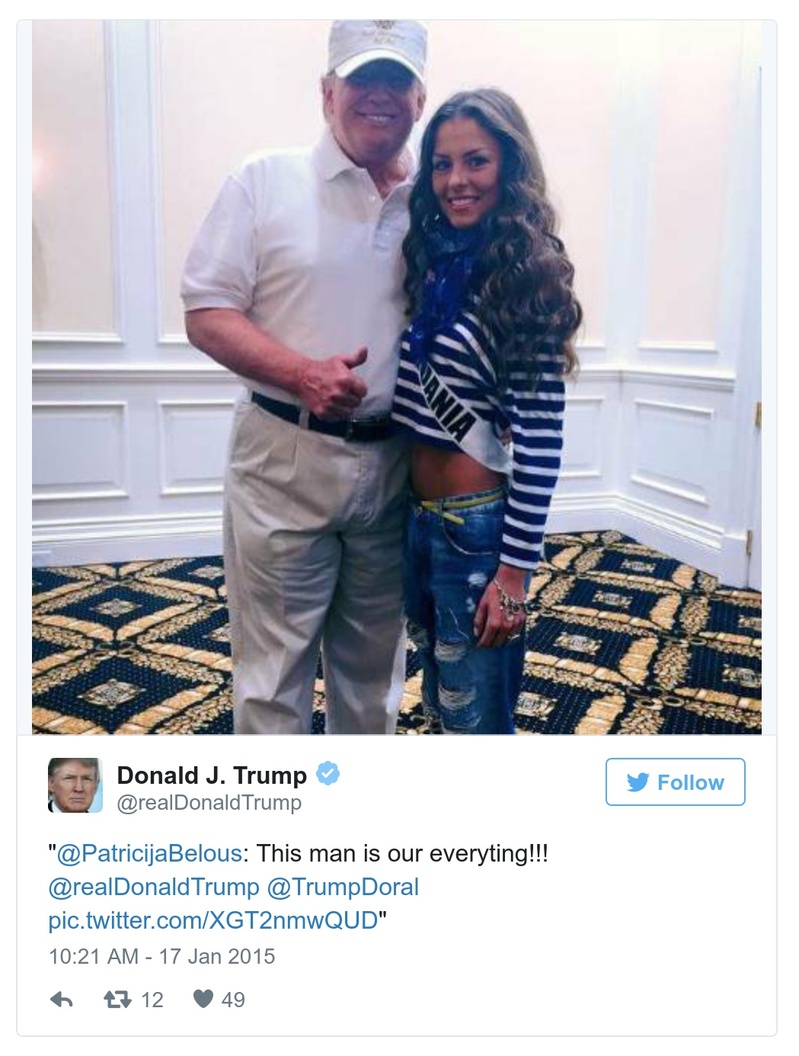 UANIA
Donald J. Trump
@realDonaldTrump
Follow
"@PatricijaBelous: This man is our everyting!!!
@realDonaldTrump @TrumpDoral
pic.twitter.com/XGT2nmwQUD"
10:21 AM - 17 Jan 2015
12 49